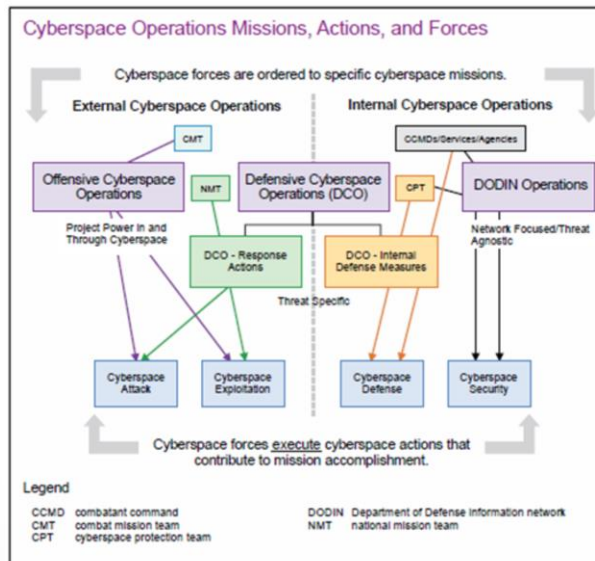 Cyberspace Operations Missions, Actions, and Forces
Cyberspace forces are ordered to specific cyberspace missions.
External Cyberspace Operations
Internal Cyberspace Operations
CMT
CCMDs/Services/Agencies
Offensive Cyberspace
Operations
NMT
Defensive Cyberspace
Operations (DCO)
CPT
DODIN Operations
Project Power In and
Through Cyberspace
Network Focused/Threat
Agnostic
DCO - Response
Actions
DCO - Internal
Defense Measures
Threat Specific
Cyberspace
Attack
Cyberspace
Exploitation
Cyberspace
Defense
Cyberspace
Security
Cyberspace forces execute cyberspace actions that
contribute to mission accomplishment.
Legend
CCMD combatant command
CMT combat mission team
CPT cyberspace protection team
DODIN Department of Defense information network
NMT national mission team